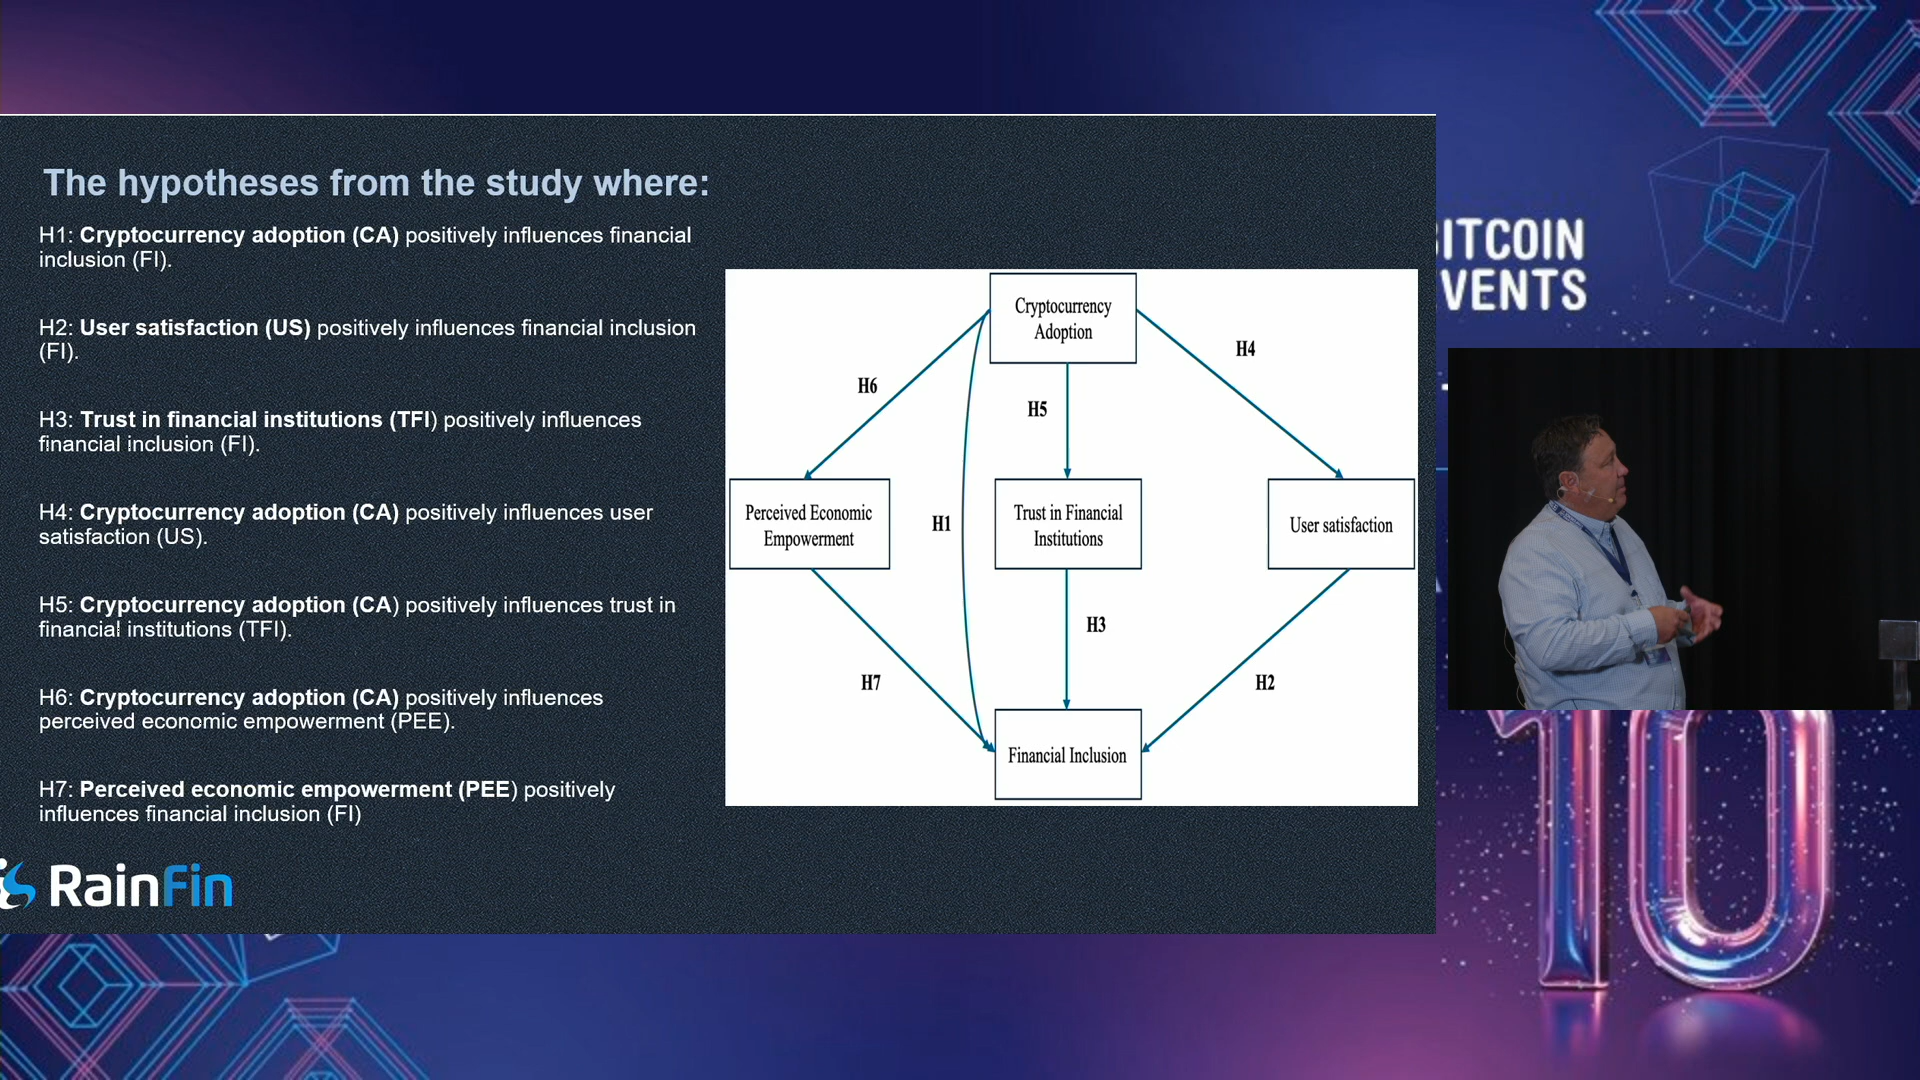 The hypotheses from the study where:
H1: Cryptocurrency adoption (CA) positively influences financial
inclusion (FI).
H2: User satisfaction (US) positively influences financial inclusion
(FI).
H3: Trust in financial institutions (TFI) positively influences
financial inclusion (FI).
H4: Cryptocurrency adoption (CA) positively influences user
satisfaction (US).
H5: Cryptocurrency adoption (CA) positively influences trust in
financial institutions (TFI).
H6: Cryptocurrency adoption (CA) positively influences
perceived economic empowerment (PEE).
H7: Perceived economic empowerment (PEE) positively
influences financial inclusion (FI)
RainFin
Cryptocurrency
Adoption
H4
H6
H5
Perceived Economic
Empowerment
H1
Trust in Financial
Institutions
User satisfaction
H3
H7
H2
Financial Inclusion
ITCOIN
VENTS
10